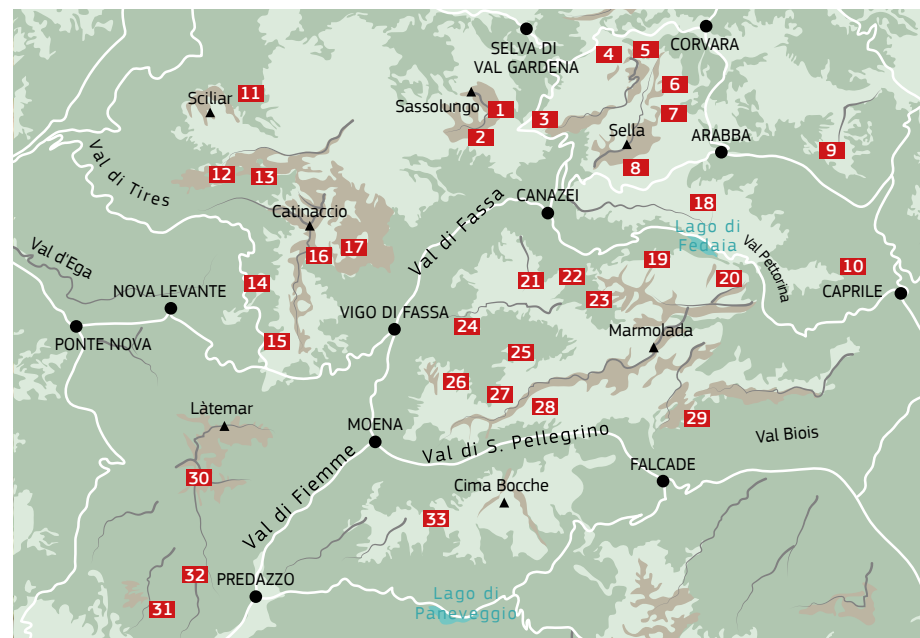 SELVA DI
VAL GARDENA
CORVARA
4
5
6
Sciliar
11
Sassolungo
1
7
3
2
Sella
ARABBA
9
8
Val di Tires
12
13
CANAZEI
18
Catinaccio
Val di Fassa
Lago di
Fedaia
17
16
Val Pettorina
19
10
Val d'Ega
20
21
22
14
CAPRILE
NOVA LEVANTE
23
VIGO DI FASSA
24
Marmolada
PONTE NOVA
15
25
26
27
28
Làtemar
29
MOENA
Val di S. Pellegrino
Val Biois
FALCADE
30
Val di Fiemme
Cima Bocche
33
32
PREDAZZO
31
Lago di
Paneveggio